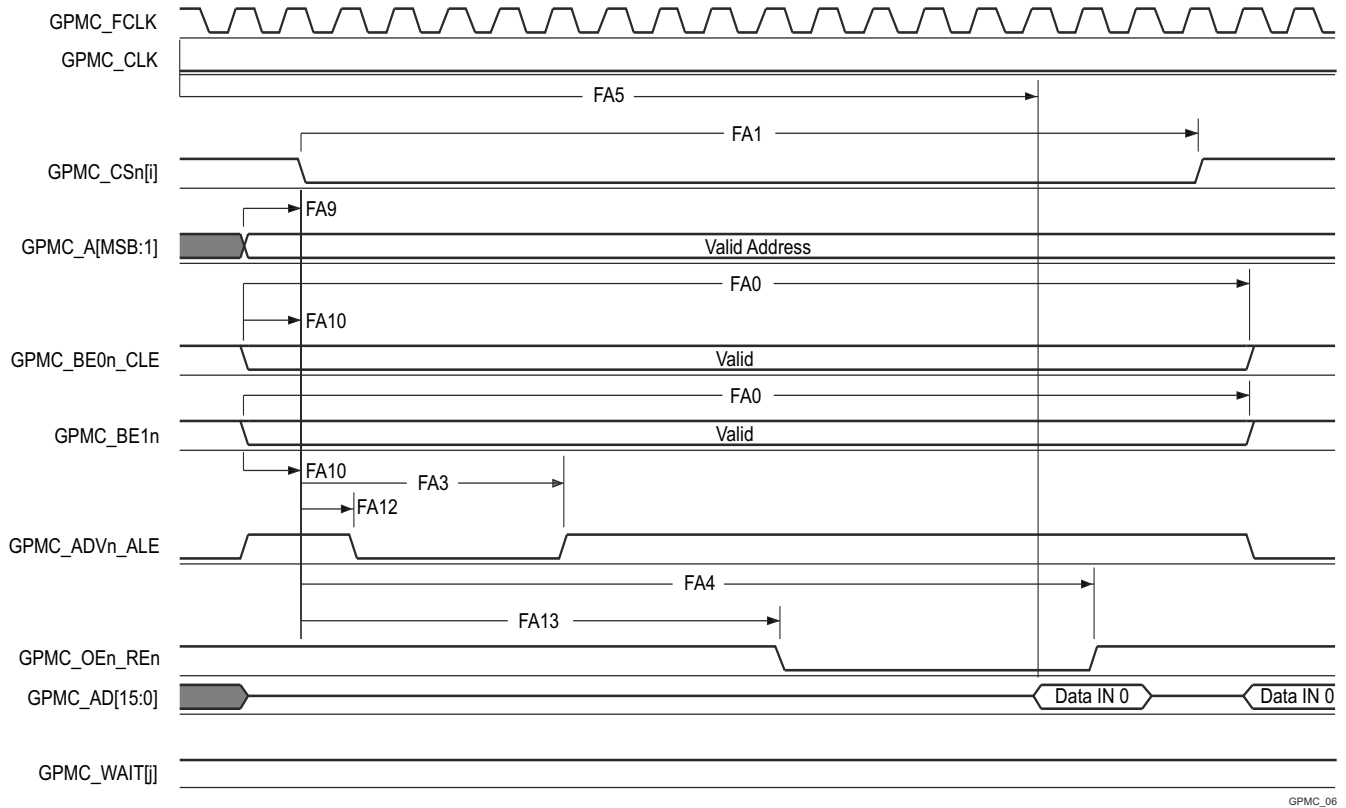 GPMC_FCLK
GPMC_CLK
FA5
FA1
GPMC_CSn[i]
FA9
GPMC_A[MSB:1]
Valid Address
FA0
FA10
GPMC_BE0n_CLE
Valid
FA0
GPMC_BE1n
Valid
FA10
FA3
FA12
GPMC_ADVn_ALE
FA4
FA13
GPMC_OEn_REn
GPMC_AD[15:0]
Data IN 0
Data IN 0
GPMC_WAIT[j]
GPMC_06